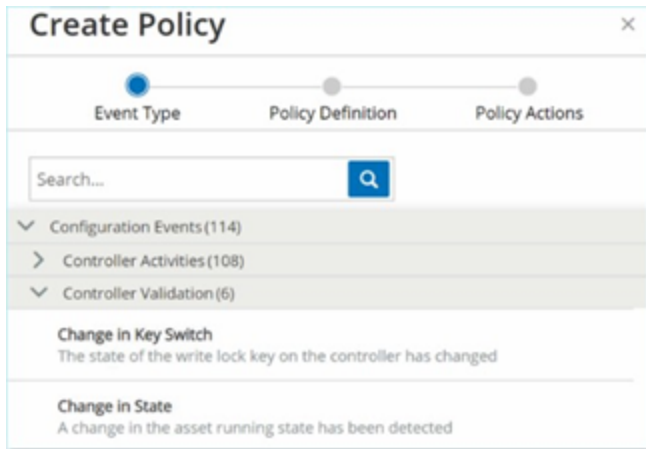 Create Policy
Event Type
Policy Definition
Policy Actions
Search...
Configuration Events (114)
Controller Activities (108)
Controller Validation (6)
Change in Key Switch
The state of the write lock key on the controller has changed
Change in State
A change in the asset running state has been detected